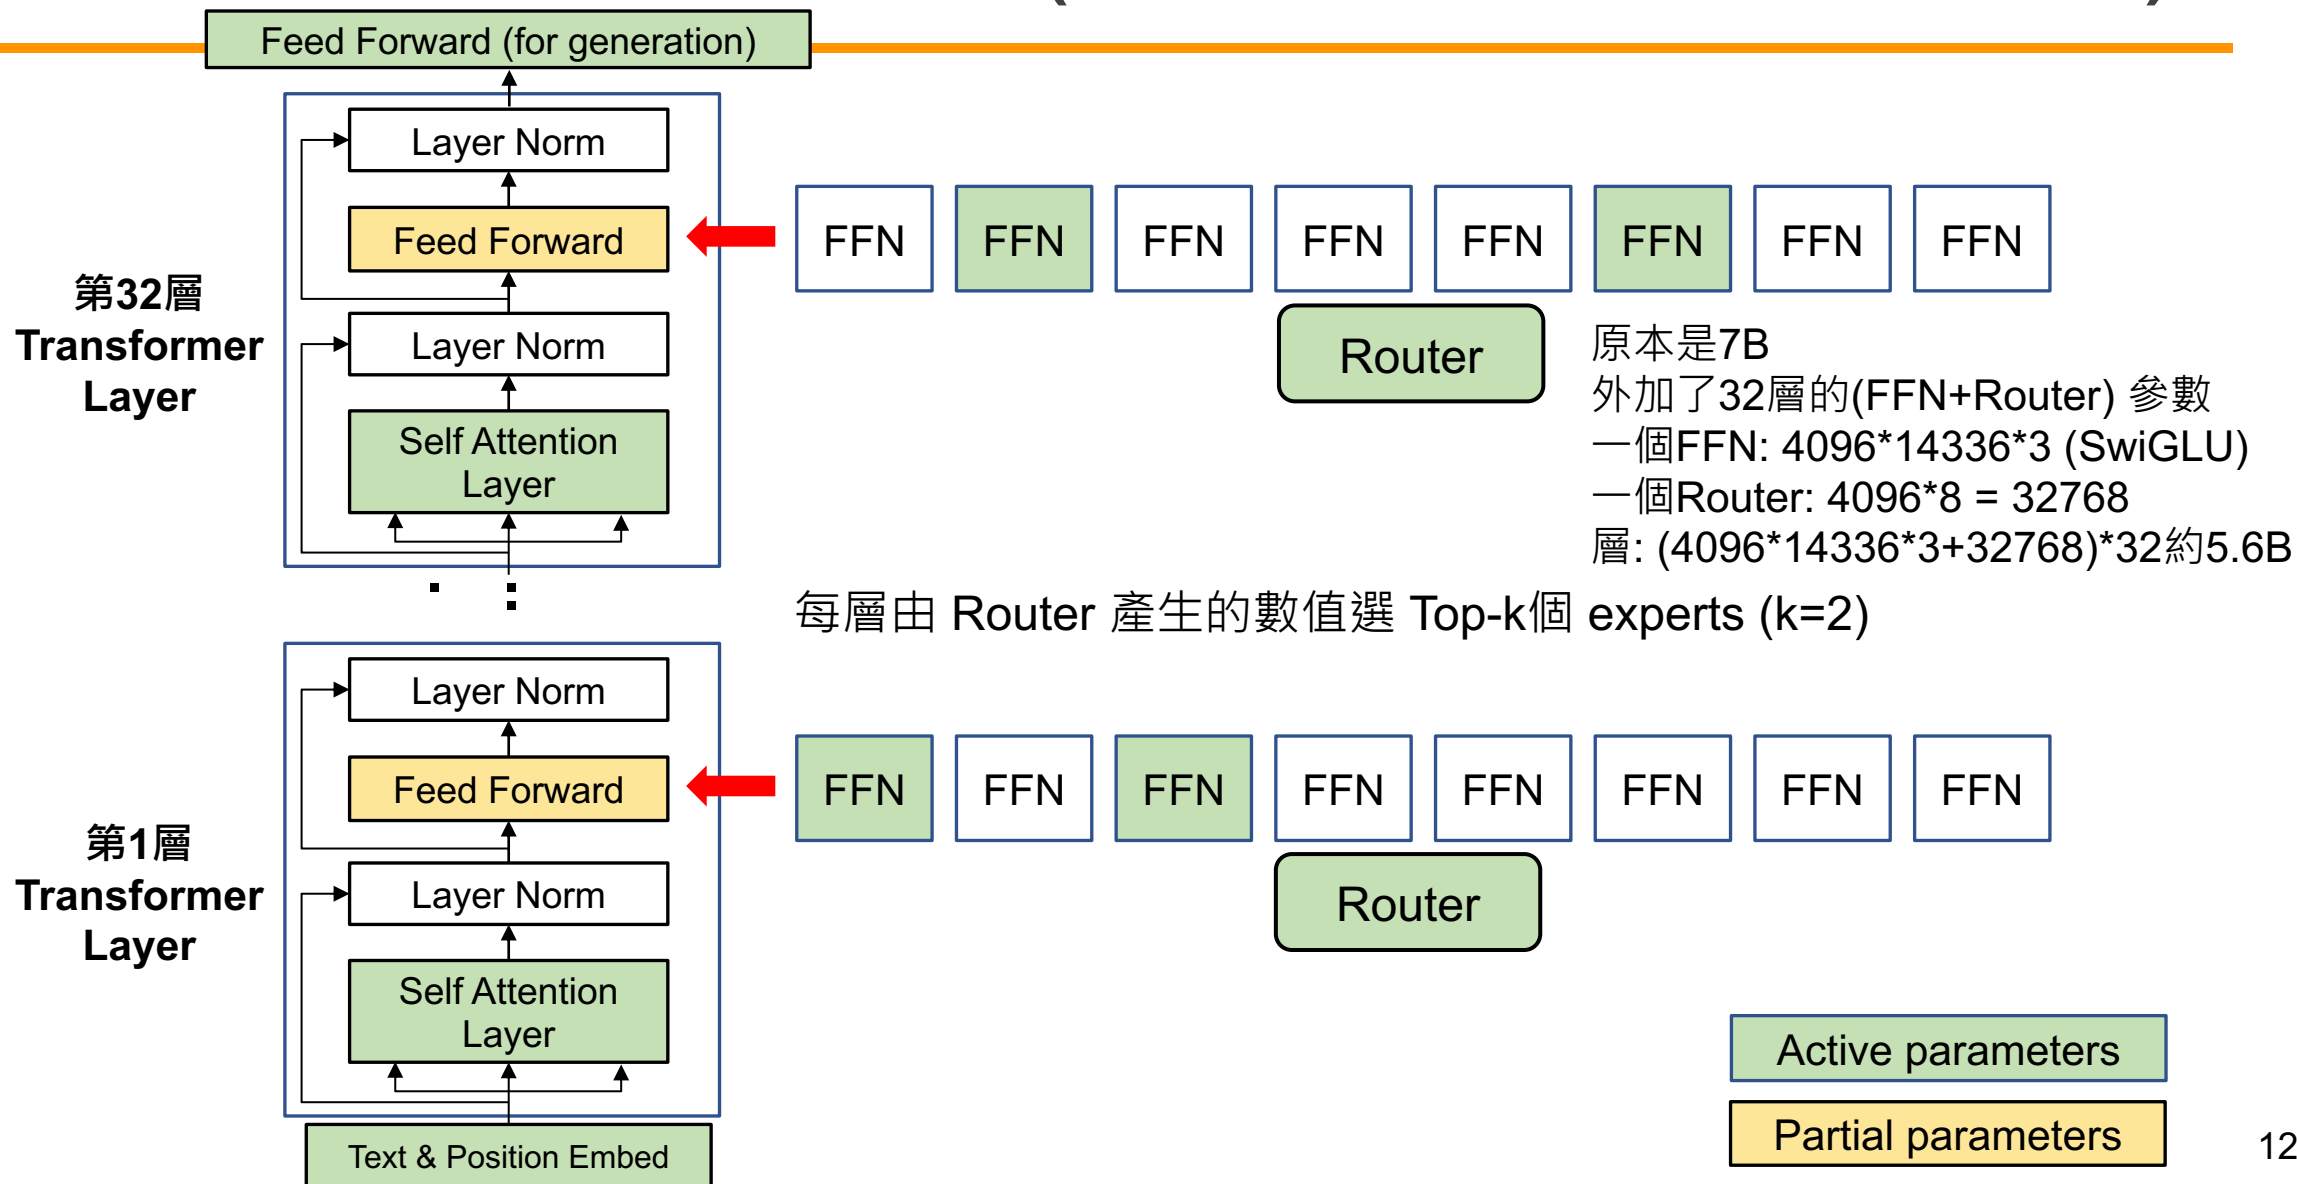 Feed Forward (for generation)
Layer Norm
Feed Forward
Layer Norm
Self Attention
Layer
第32層
Transformer
Layer
FFN FFN FFN FFN FFN FFN FFN FFN
Router
原本是7B
外加了32層的(FFN+Router) 參數
一個FFN: 4096*14336*3 (SwiGLU)
一個Router: 4096*8 = 32768
層: (4096*14336*3+32768)*32約5.6B
每層由 Router 產生的數值選 Top-k個 experts (k=2)
Layer Norm
Feed Forward
Layer Norm
Self Attention
Layer
第1層
Transformer
Layer
FFN FFN FFN FFN FFN FFN FFN FFN
Router
Text & Position Embed
Active parameters
Partial parameters
12